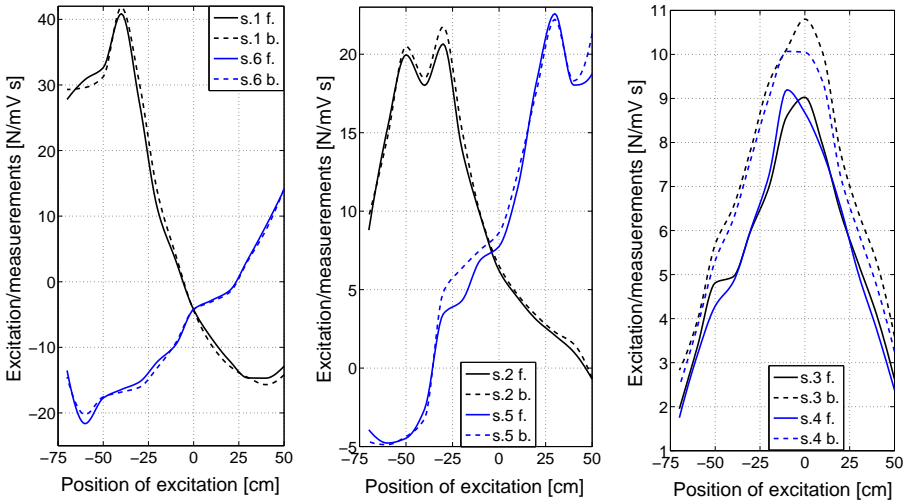 Excitation/measuerements [N/mV s]
40
30
20
10
0
−10
−20
−75 −50 −25 0 25 50
Position of excitation [cm]
s.1 f.
s.1 b.
s.6 f.
s.6 b.
Excitation/measuerements [N/mV s]
20
15
10
5
0
−5
−75 −50 −25 0 25 50
Position of excitation [cm]
s.2 f.
s.2 b.
s.5 f.
s.5 b.
Excitation/measuerements [N/mV s]
11
10
9
8
7
6
5
4
3
2
1
−75 −50 −25 0 25 50
Position of excitation [cm]
s.3 f.
s.3 b.
s.4 f.
s.4 b.